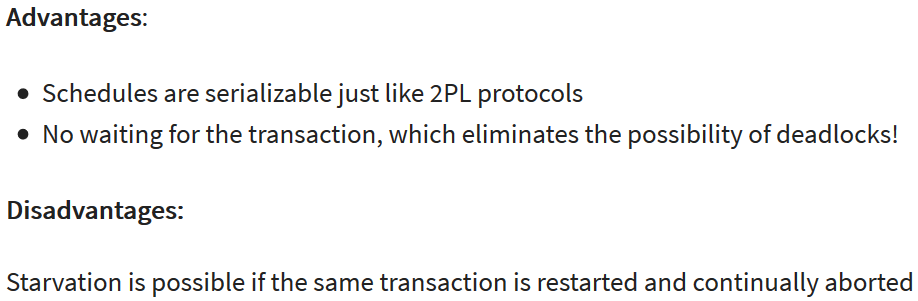 Advantages:
● Schedules are serializable just like 2PL protocols
● No waiting for the transaction, which eliminates the possibility of deadlocks!
Disadvantages:
Starvation is possible if the same transaction is restarted and continually aborted